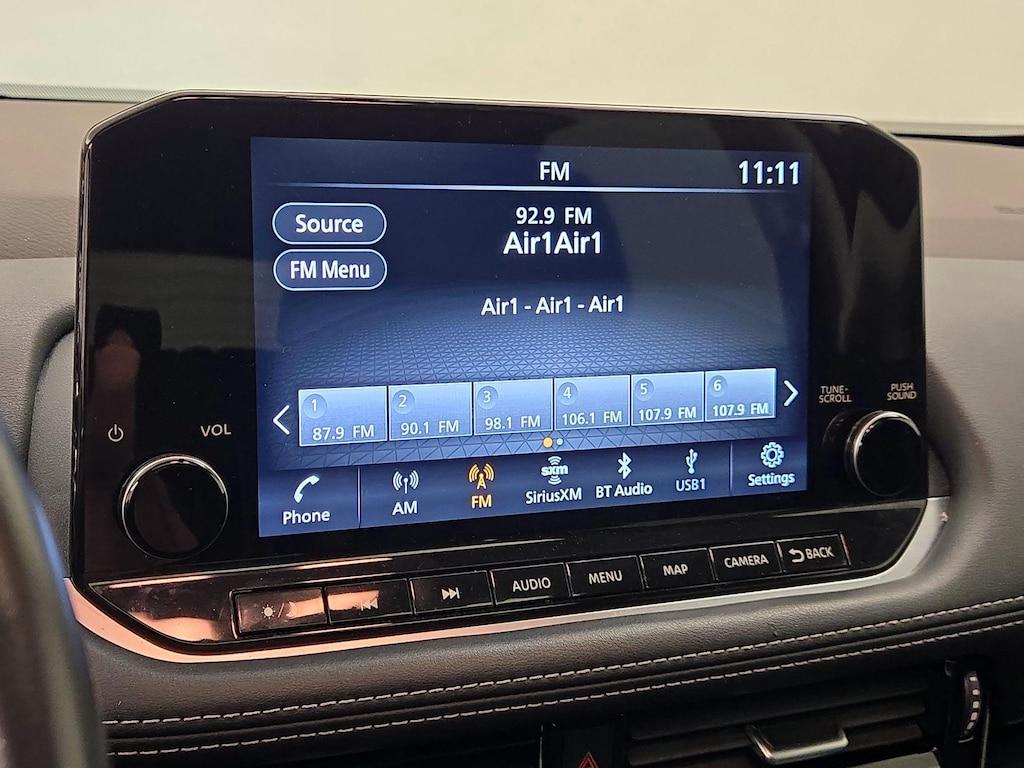 FM
11:11
Source
92.9 FM
Air1Air1
FM Menu
Air1 - Air1 - Air1
TUNE-
SCROLL
PUSH
SOUND
VOL
1
87.9 FM
2
90.1 FM
3
98.1 FM
4
106.1 FM
5
107.9 FM
6
107.9 FM
Phone
AM
FM
sxm
SiriusXM
BT Audio
USB1
Settings
AUDIO
MENU
MAP
CAMERA
BACK